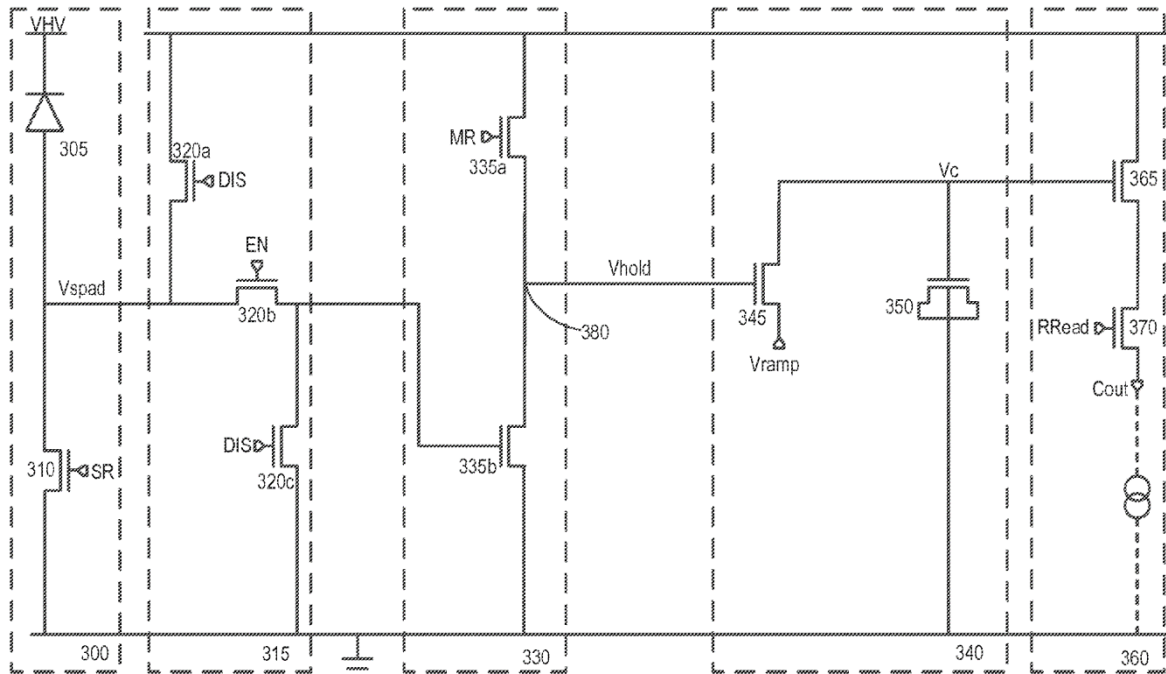 VHV
305
320a
DIS
MR
335a
Vc
365
EN
Vspad
320b
Vhold
380
345
350
Vramp
RRead
370
Cout
310
SR
DIS
320c
335b
300
315
330
340
360